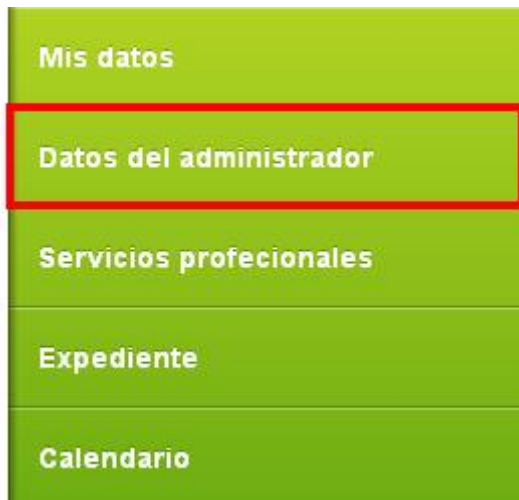 Mis datos
Datos del administrador
Servicios profecionales
Expediente
Calendario